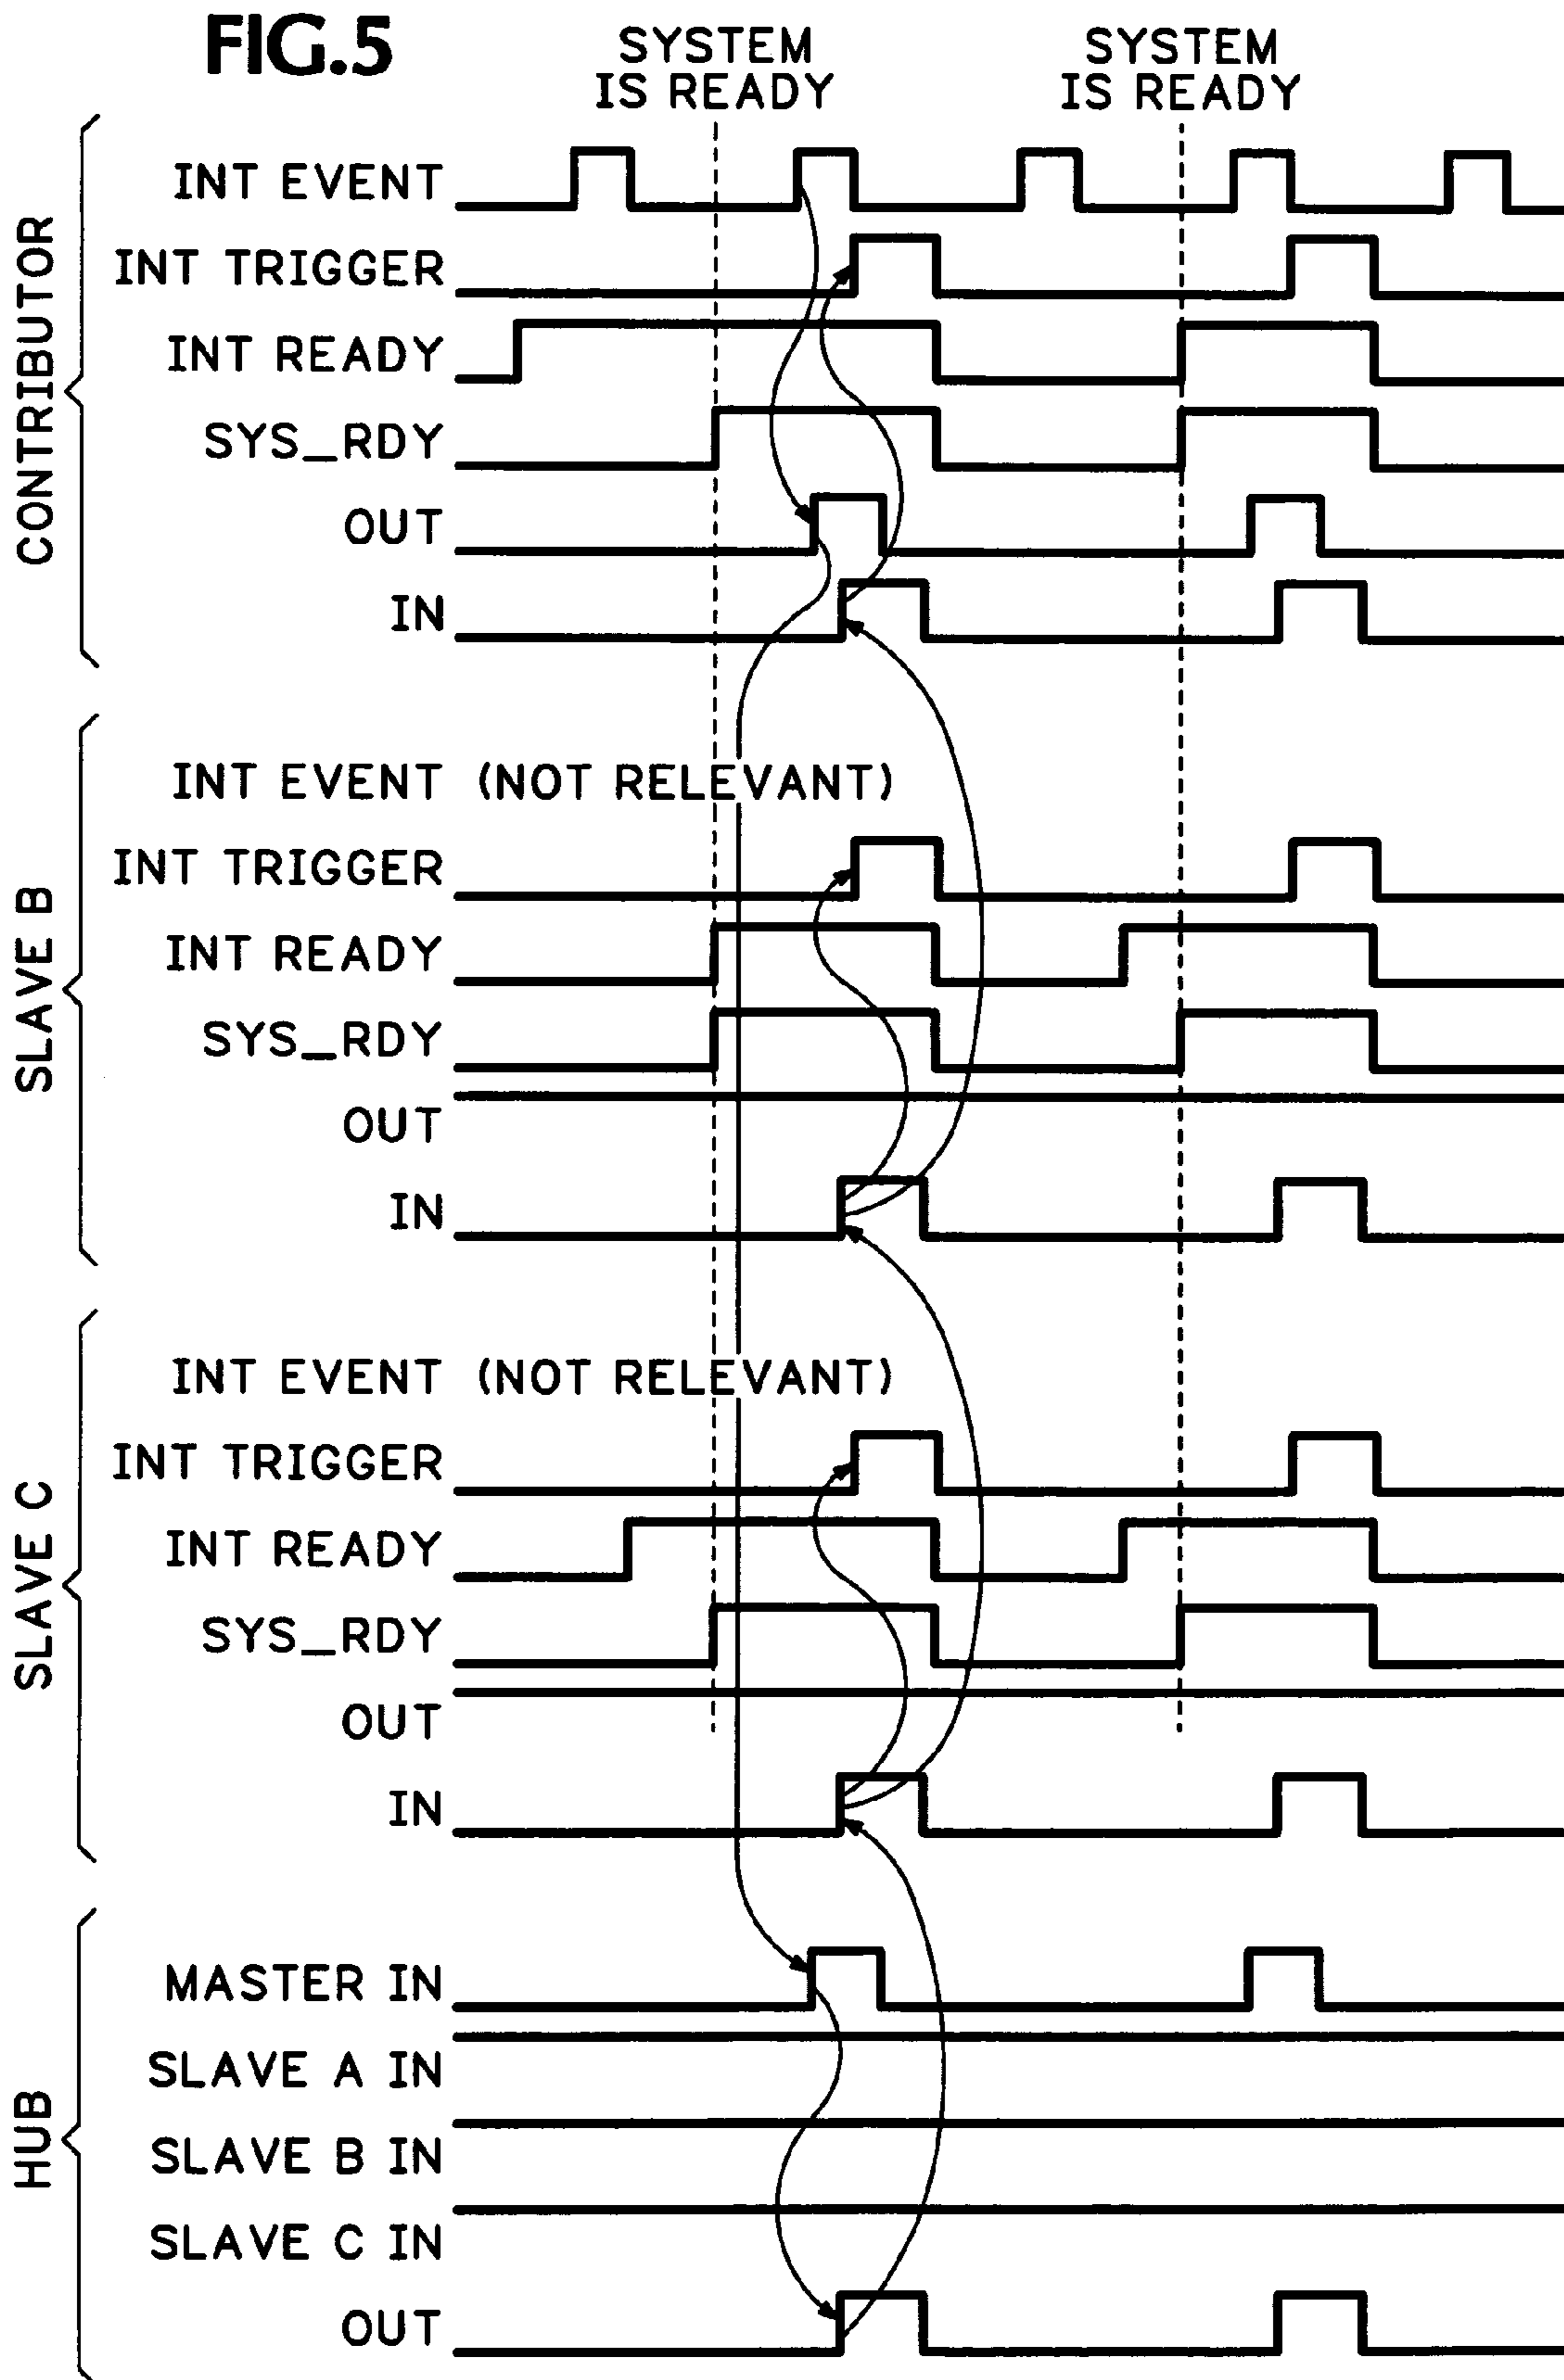 FIG.5
SYSTEM
IS READY
SYSTEM
IS READY
CONTRIBUTOR
INT EVENT
INT TRIGGER
INT READY
SYS_RDY
OUT
IN
SLAVE B
INT EVENT (NOT RELEVANT)
INT TRIGGER
INT READY
SYS_RDY
OUT
IN
SLAVE C
INT EVENT (NOT RELEVANT)
INT TRIGGER
INT READY
SYS_RDY
OUT
IN
HUB
MASTER IN
SLAVE A IN
SLAVE B IN
SLAVE C IN
OUT